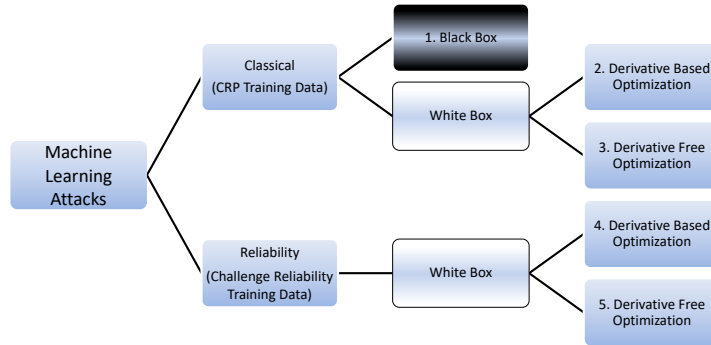 Machine
Learning
Attacks
Classical
(CRP Training Data)
1. Black Box
White Box
2. Derivative Based
Optimization
3. Derivative Free
Optimization
Reliability
(Challenge Reliability
Training Data)
White Box
4. Derivative Based
Optimization
5. Derivative Free
Optimization